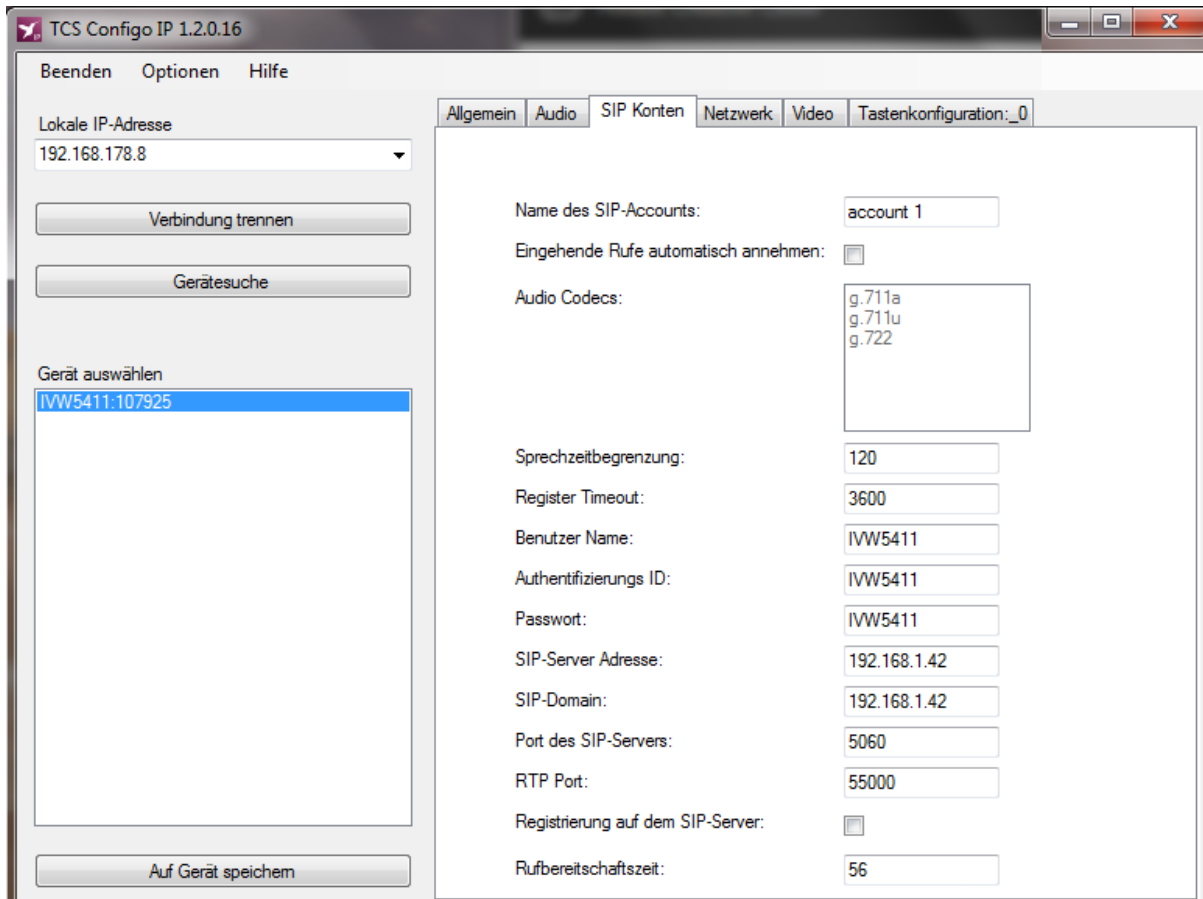 TCS Configo IP 1.2.0.16
Beenden Optionen Hilfe
Lokale IP-Adresse
192.168.178.8
Verbindung trennen
Gerätesuche
Gerät auswählen
IVW5411:107925
Auf Gerät speichern
Allgemein Audio SIP Konten Netzwerk Video Tastenkonfiguration:_0
Name des SIP-Accounts: account 1
Eingehende Rufe automatisch annehmen:
Audio Codecs: g.711a
g.711u
g.722
Sprechzeitbegrenzung: 120
Register Timeout: 3600
Benutzer Name: IVW5411
Authentifizierungs ID: IVW5411
Passwort: IVW5411
SIP-Server Adresse: 192.168.1.42
SIP-Domain: 192.168.1.42
Port des SIP-Servers: 5060
RTP Port: 55000
Registrierung auf dem SIP-Server:
Rufbereitschaftszeit: 56